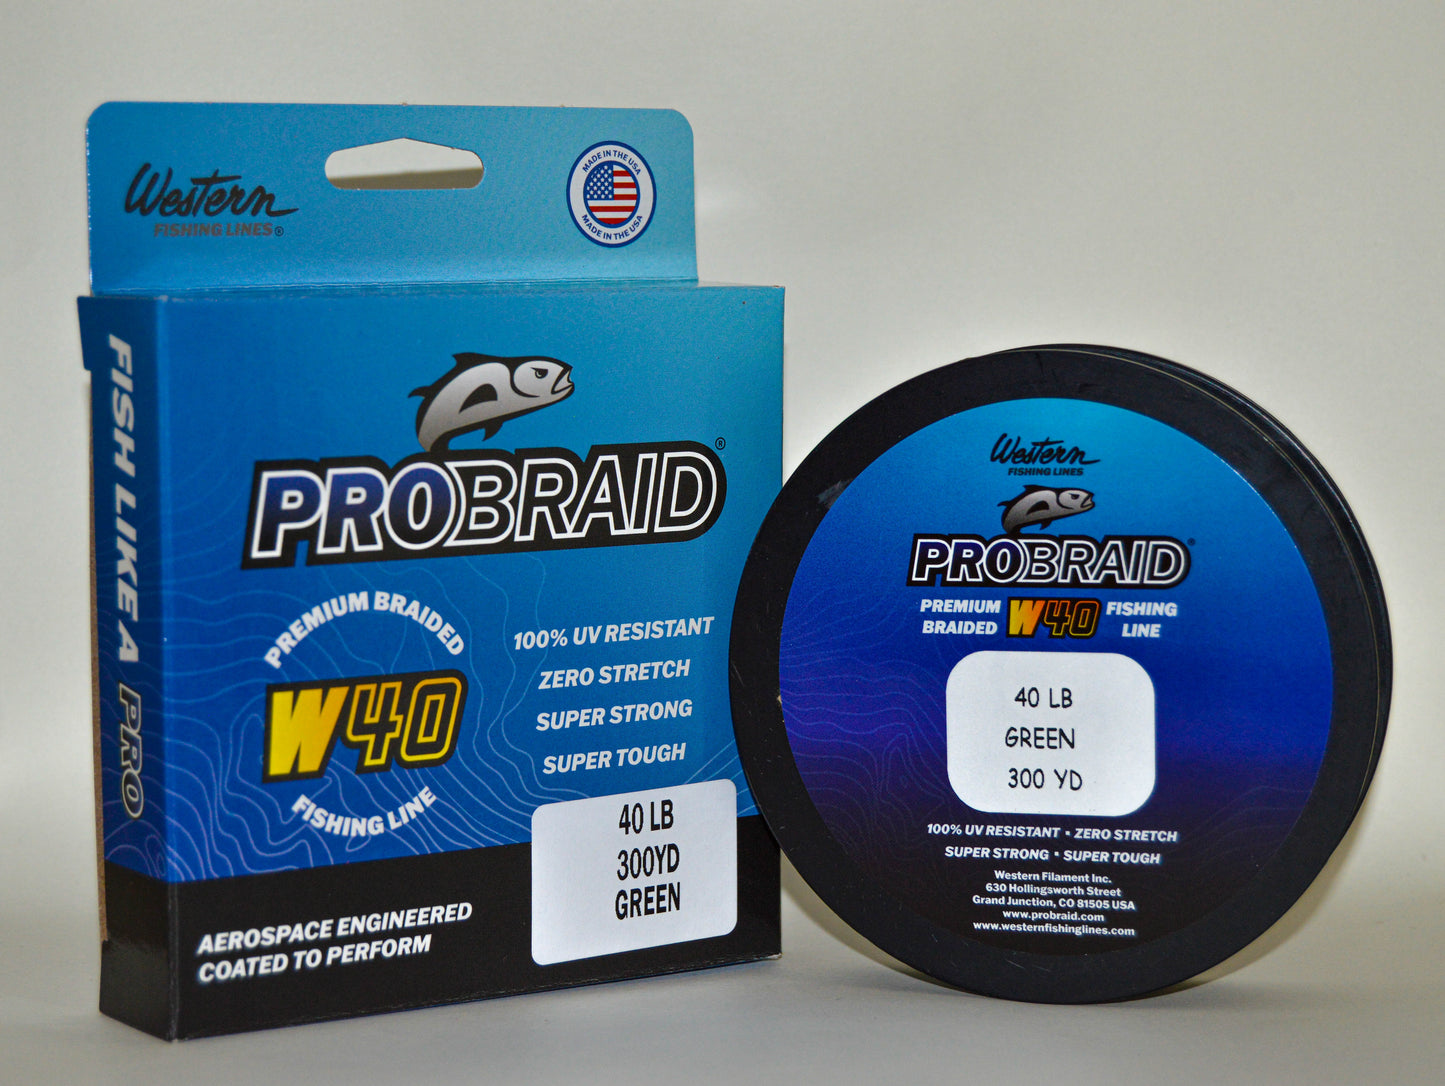 Western
FISHING LINES®
MADE IN THE USA
MADE IN THE USA
FISH LIKE A PRO
PROBRAID®
PREMIUM BRAIDED
W40
FISHING LINE
100% UV RESISTANT
ZERO STRETCH
SUPER STRONG
SUPER TOUGH
40 LB
300YD
GREEN
AEROSPACE ENGINEERED
COATED TO PERFORM
Western
FISHING LINES
PROBRAID®
PREMIUM BRAIDED W40 FISHING LINE
40 LB
GREEN
300 YD
100% UV RESISTANT ▪ ZERO STRETCH
SUPER STRONG ▪ SUPER TOUGH
Western Filament Inc.
630 Hollingsworth Street
Grand Junction, CO 81505 USA
www.probraid.com
www.westernfishinglines.com